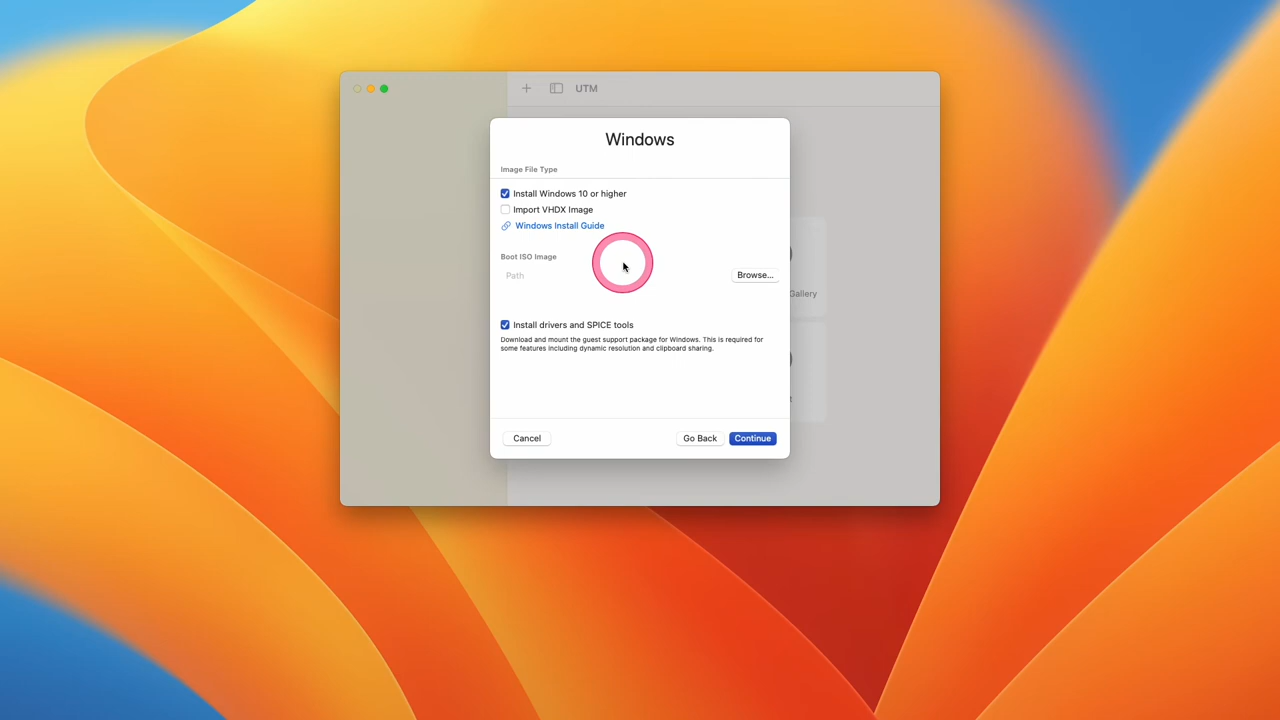 UTM
Windows
Image File Type
Install Windows 10 or higher
Import VHDX Image
Windows Install Guide
Boot ISO Image
Path
Browse...
Gallery
Install drivers and SPICE tools
Download and mount the guest support package for Windows. This is required for
some features including dynamic resolution and clipboard sharing.
Cancel
Go Back
Continue